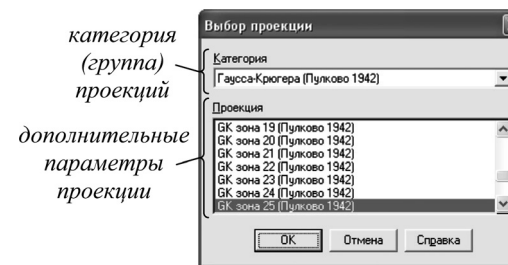 категория
(группа)
проекций
дополнительные
параметры
проекции
Выбор проекции
Категория
Гаусса-Крюгера (Пулково 1942)
Проекция
GK зона 19 (Пулково 1942)
GK зона 20 (Пулково 1942)
GK зона 21 (Пулково 1942)
GK зона 22 (Пулково 1942)
GK зона 23 (Пулково 1942)
GK зона 24 (Пулково 1942)
GK зона 25 (Пулково 1942)
OK
Отмена
Справка